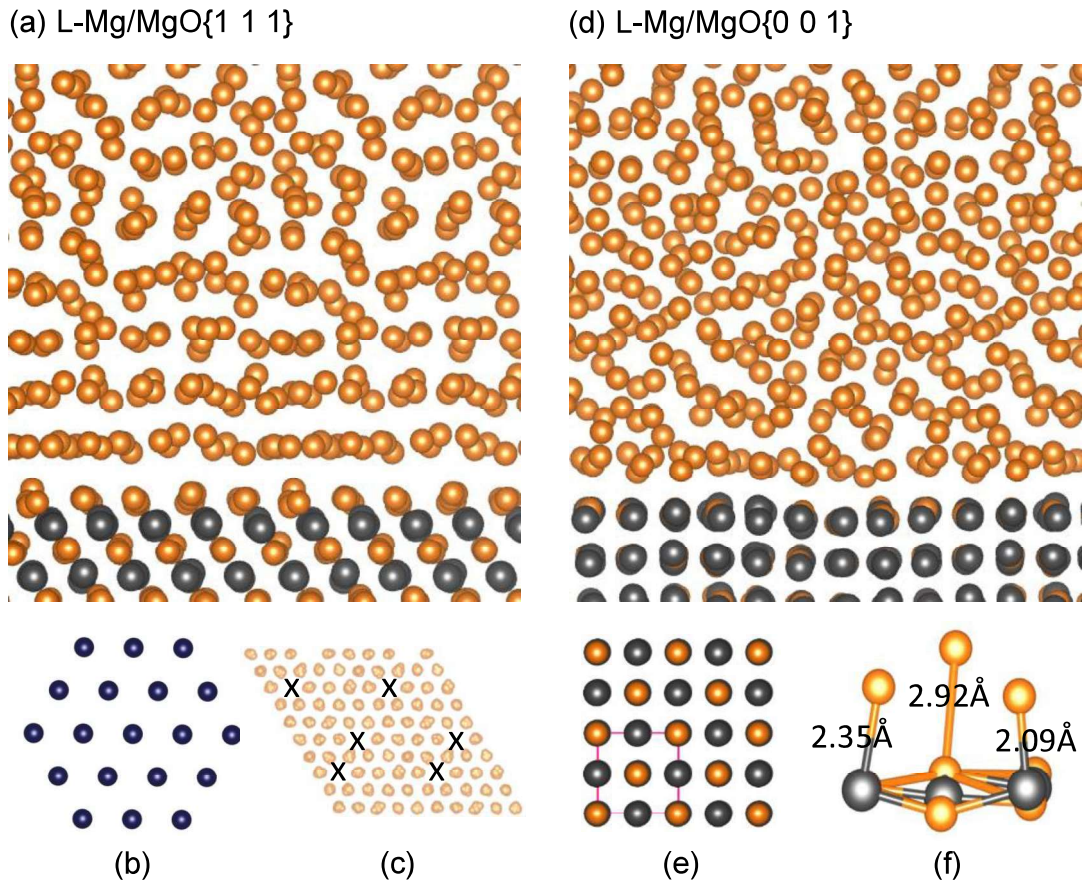 (a) L-Mg/MgO{1 1 1}
(d) L-Mg/MgO{0 0 1}
X X
X X
X X
2.92Å
2.35Å 2.09Å
(b) (c) (e) (f)